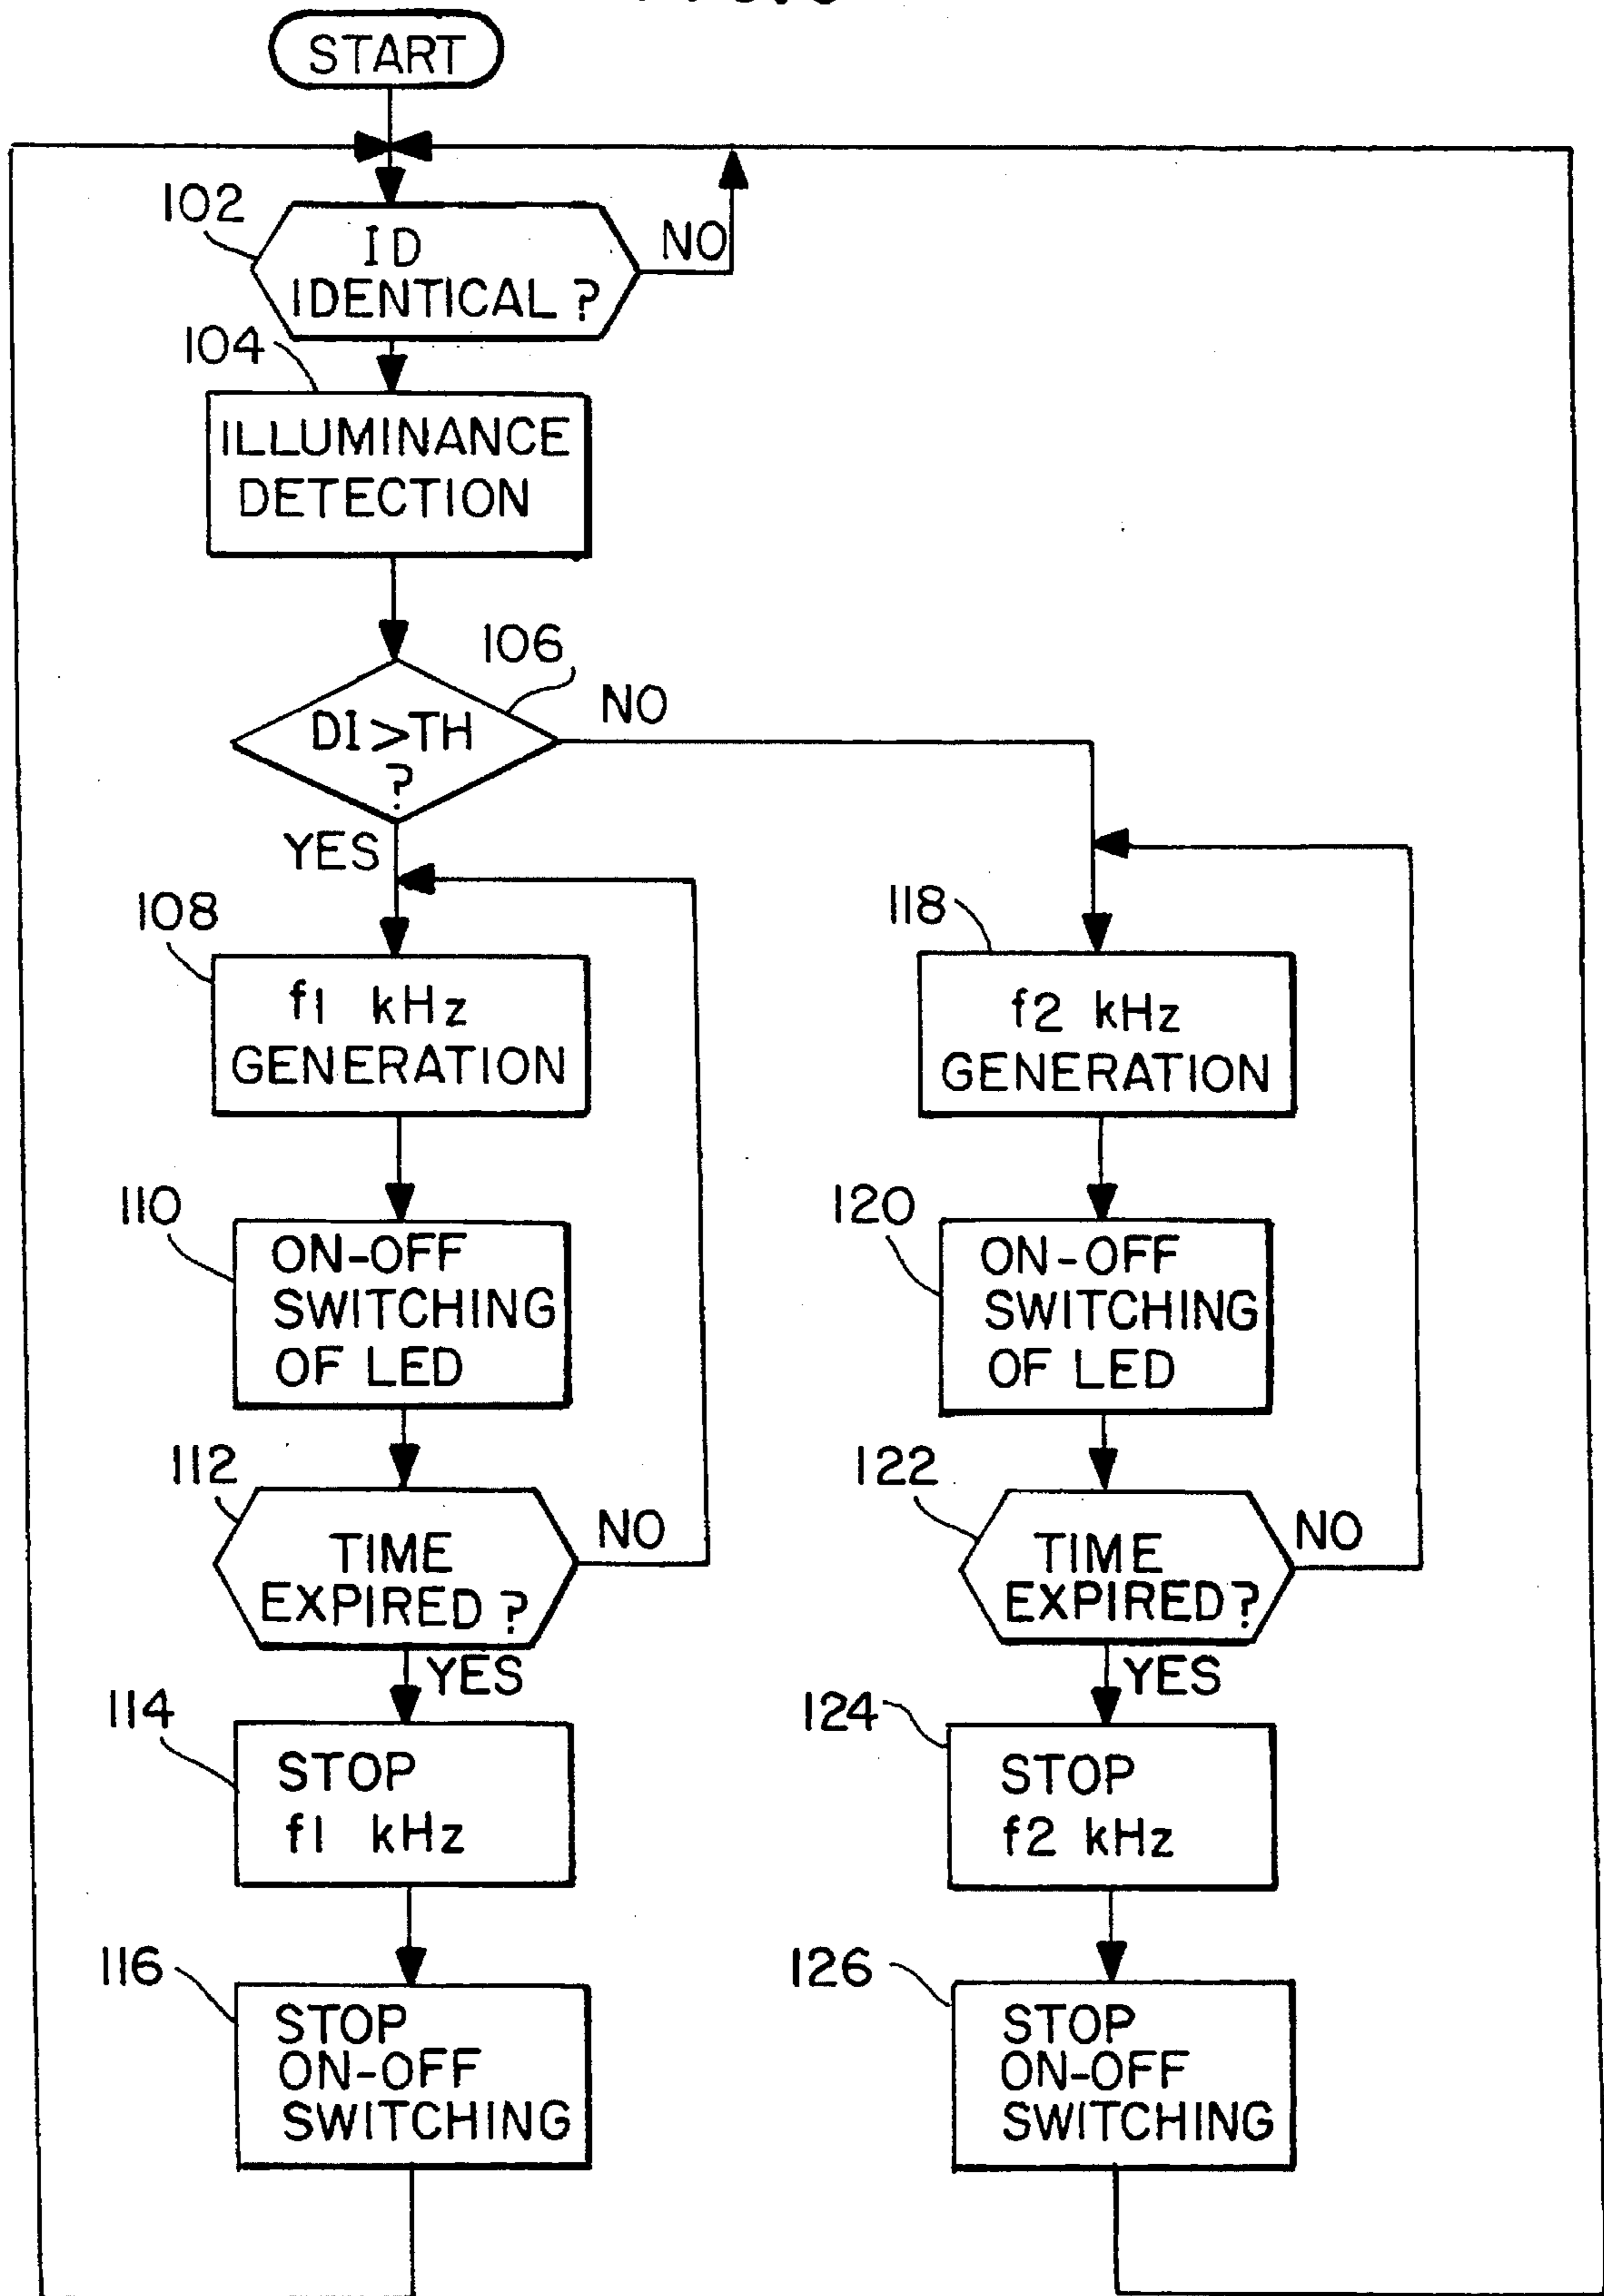 START
102
ID
IDENTICAL ?
NO
104
ILLUMINANCE
DETECTION
106
DI>TH
?
NO
YES
108
f1 kHz
GENERATION
118
f2 kHz
GENERATION
110
ON-OFF
SWITCHING
OF LED
120
ON-OFF
SWITCHING
OF LED
112
TIME
EXPIRED ?
NO
122
TIME
EXPIRED ?
NO
YES
YES
114
STOP
f1 kHz
124
STOP
f2 kHz
116
STOP
ON-OFF
SWITCHING
126
STOP
ON-OFF
SWITCHING